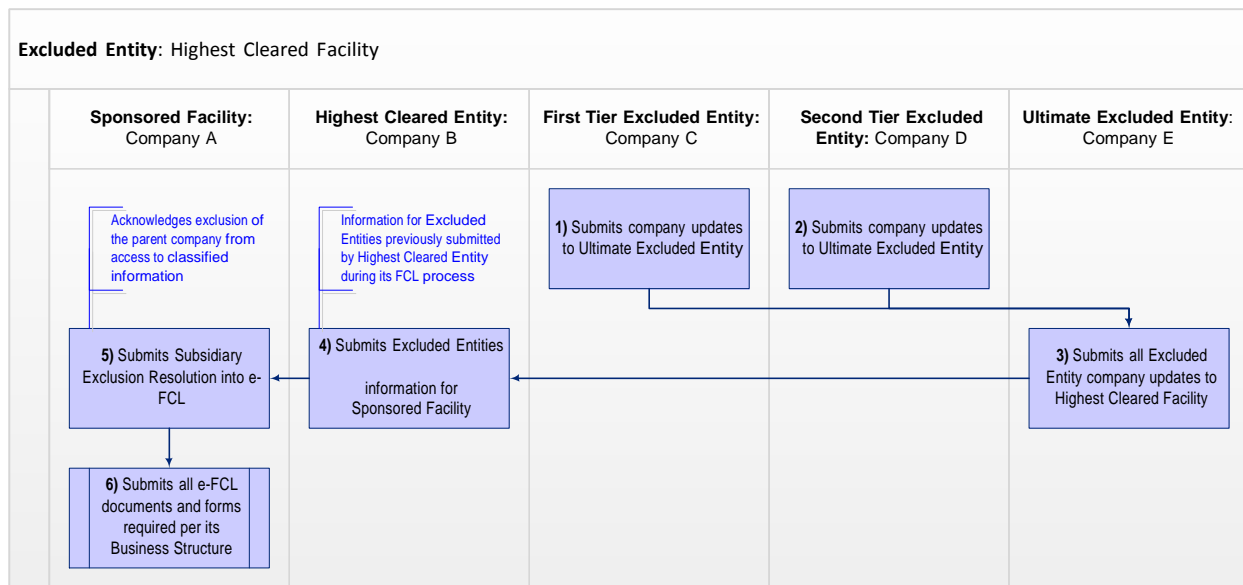 Excluded Entity: Highest Cleared Facility
Sponsored Facility:
Company A
Highest Cleared Entity:
Company B
First Tier Excluded Entity:
Company C
Second Tier Excluded
Entity: Company D
Ultimate Excluded Entity:
Company E
Acknowledges exclusion of
the parent company from
access to classified
information
Information for Excluded
Entities previously submitted
by Highest Cleared Entity
during its FCL process
1) Submits company updates
to Ultimate Excluded Entity
2) Submits company updates
to Ultimate Excluded Entity
3) Submits all Excluded
Entity company updates to
Highest Cleared Facility
4) Submits Excluded Entities
information for
Sponsored Facility
5) Submits Subsidiary
Exclusion Resolution into e-
FCL
6) Submits all e-FCL
documents and forms
required per its
Business Structure